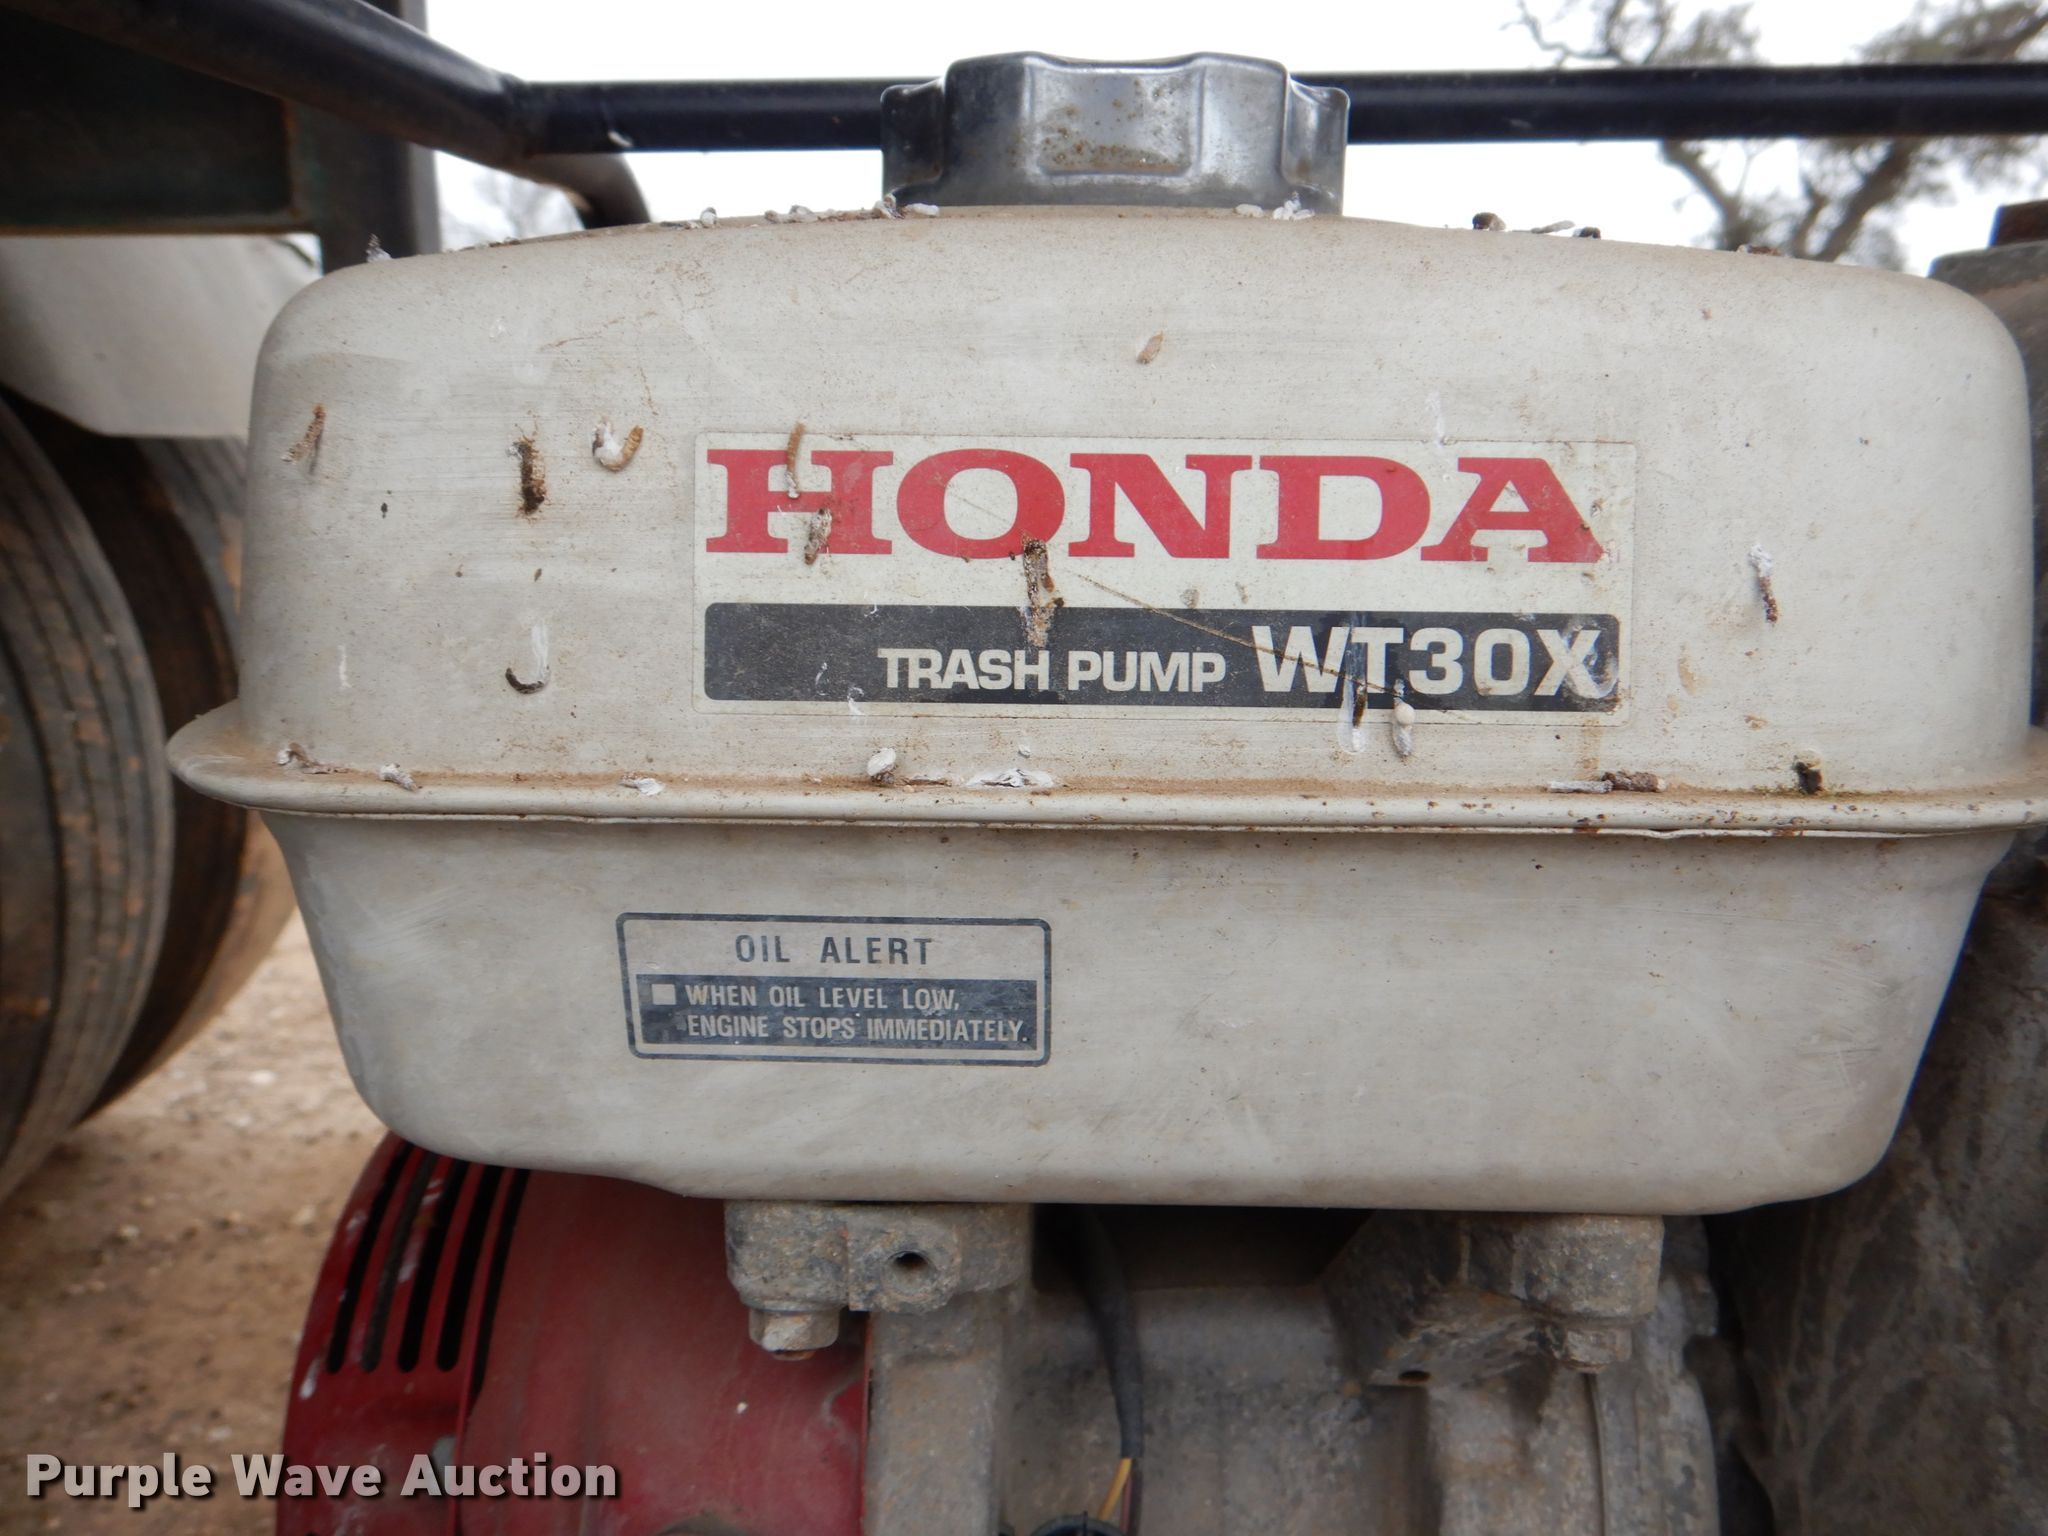 HONDA
TRASH PUMP WT30X
OIL ALERT
WHEN OIL LEVEL LOW,
ENGINE STOPS IMMEDIATELY.
Purple Wave Auction